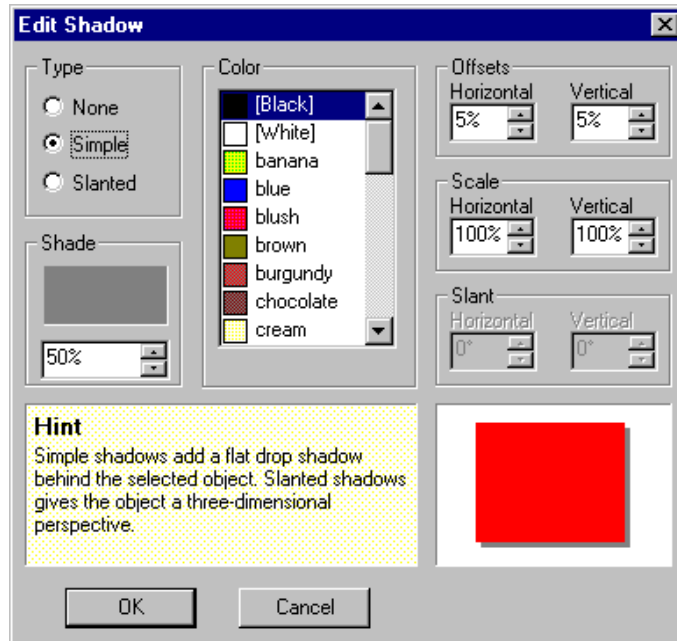 Edit Shadow
Type
None
Simple
Slanted
Shade
50%
Color
[Black]
[White]
banana
blue
blush
brown
burgundy
chocolate
cream
Offsets
Horizontal Vertical
5% 5%
Scale
Horizontal Vertical
100% 100%
Slant
Horizontal Vertical
0° 0°
Hint
Simple shadows add a flat drop shadow
behind the selected object. Slanted shadows
gives the object a three-dimensional
perspective.
OK Cancel